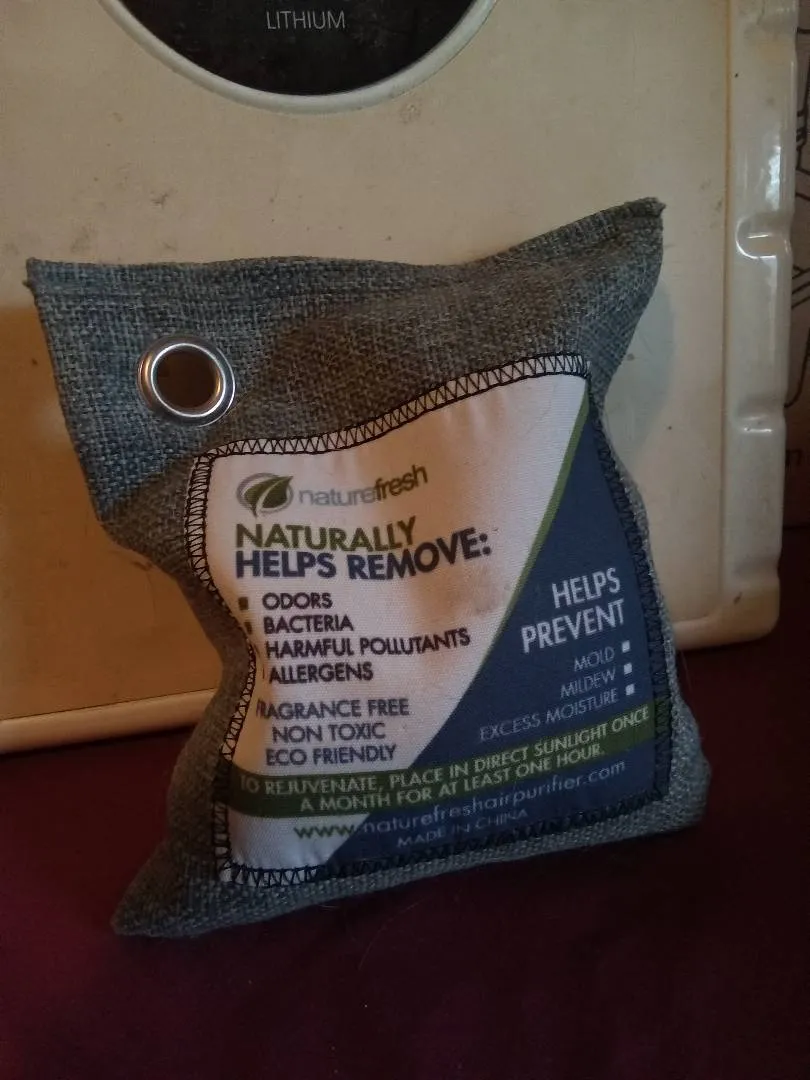 LITHIUM
naturefresh
NATURALLY
HELPS REMOVE:
ODORS
BACTERIA
HARMFUL POLLUTANTS
ALLERGENS
FRAGRANCE FREE
NON TOXIC
ECO FRIENDLY
HELPS
PREVENT
MOLD
MILDEW
EXCESS MOISTURE
TO REJUVENATE, PLACE IN DIRECT SUNLIGHT ONCE
A MONTH FOR AT LEAST ONE HOUR.
www.naturefreshairpurifier.com
MADE IN CHINA